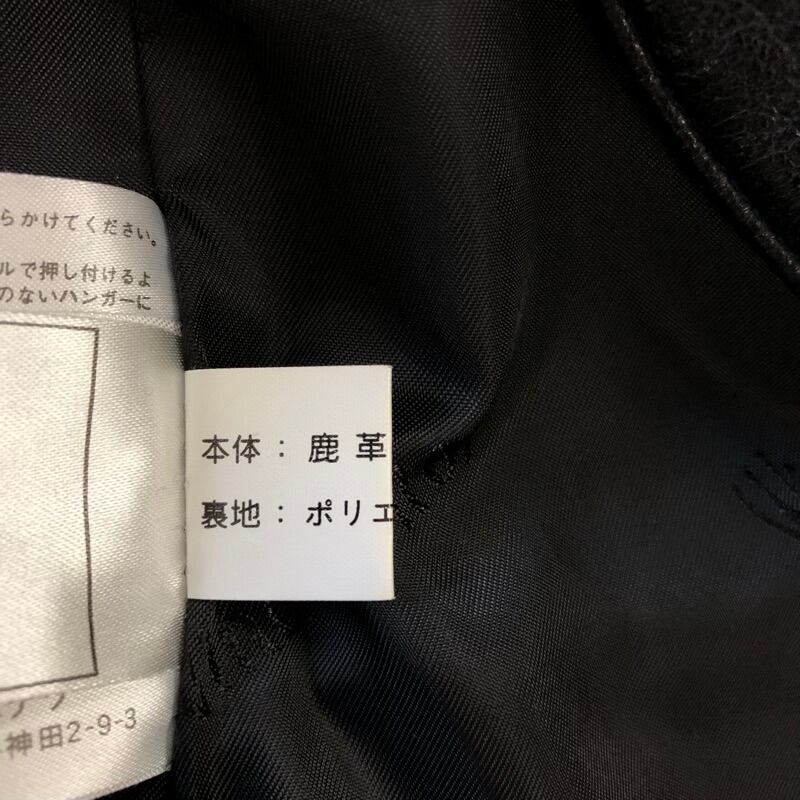 らかけてください。
ルで押し付けるよ
のないハンガーに
本体：鹿革
裏地：ポリエ
神田2-9-3